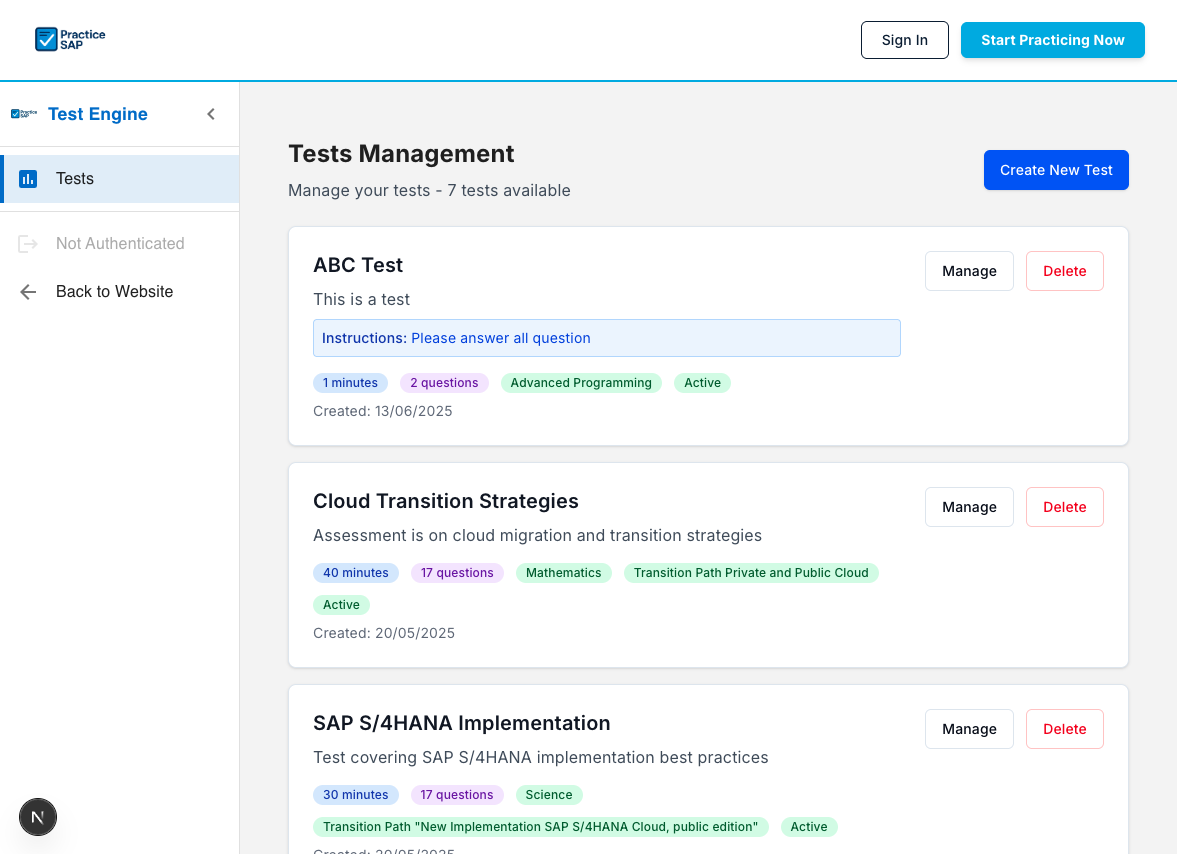 Practice
SAP
Sign In
Start Practicing Now
Practice
SAP
Test Engine
Tests
Not Authenticated
Back to Website
Tests Management
Manage your tests - 7 tests available
Create New Test
ABC Test
Manage
Delete
This is a test
Instructions: Please answer all question
1 minutes
2 questions
Advanced Programming
Active
Created: 13/06/2025
Cloud Transition Strategies
Manage
Delete
Assessment is on cloud migration and transition strategies
40 minutes
17 questions
Mathematics
Transition Path Private and Public Cloud
Active
Created: 20/05/2025
SAP S/4HANA Implementation
Manage
Delete
Test covering SAP S/4HANA implementation best practices
30 minutes
17 questions
Science
Transition Path "New Implementation SAP S/4HANA Cloud, public edition"
Active
Created: 20/05/2025
N